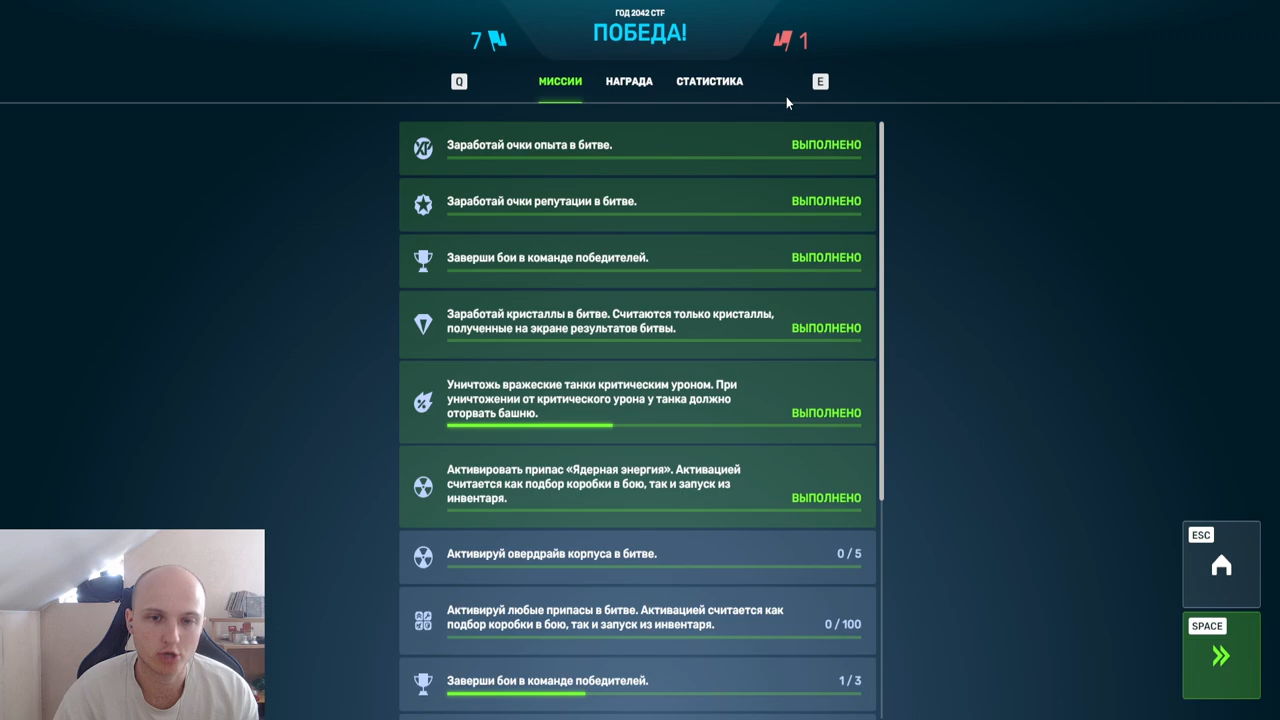 ГОД 2042 CTF
7
ПОБЕДА!
1
Q
МИССИИ
НАГРАДА
СТАТИСТИКА
E
Заработай очки опыта в битве.
ВЫПОЛНЕНО
Заработай очки репутации в битве.
ВЫПОЛНЕНО
Заверши бои в команде победителей.
ВЫПОЛНЕНО
Заработай кристаллы в битве. Считаются только кристаллы,
полученные на экране результатов битвы.
ВЫПОЛНЕНО
Уничтожь вражеские танки критическим уроном. При
уничтожении от критического урона у танка должно
оторвать башню.
ВЫПОЛНЕНО
Активировать припас «Ядерная энергия». Активацией
считается как подбор коробки в бою, так и запуск из
инвентаря.
ВЫПОЛНЕНО
Активируй овердрайв корпуса в битве.
0 / 5
Активируй любые припасы в битве. Активацией считается как
подбор коробки в бою, так и запуск из инвентаря.
0 / 100
Заверши бои в команде победителей.
1 / 3
ESC
SPACE